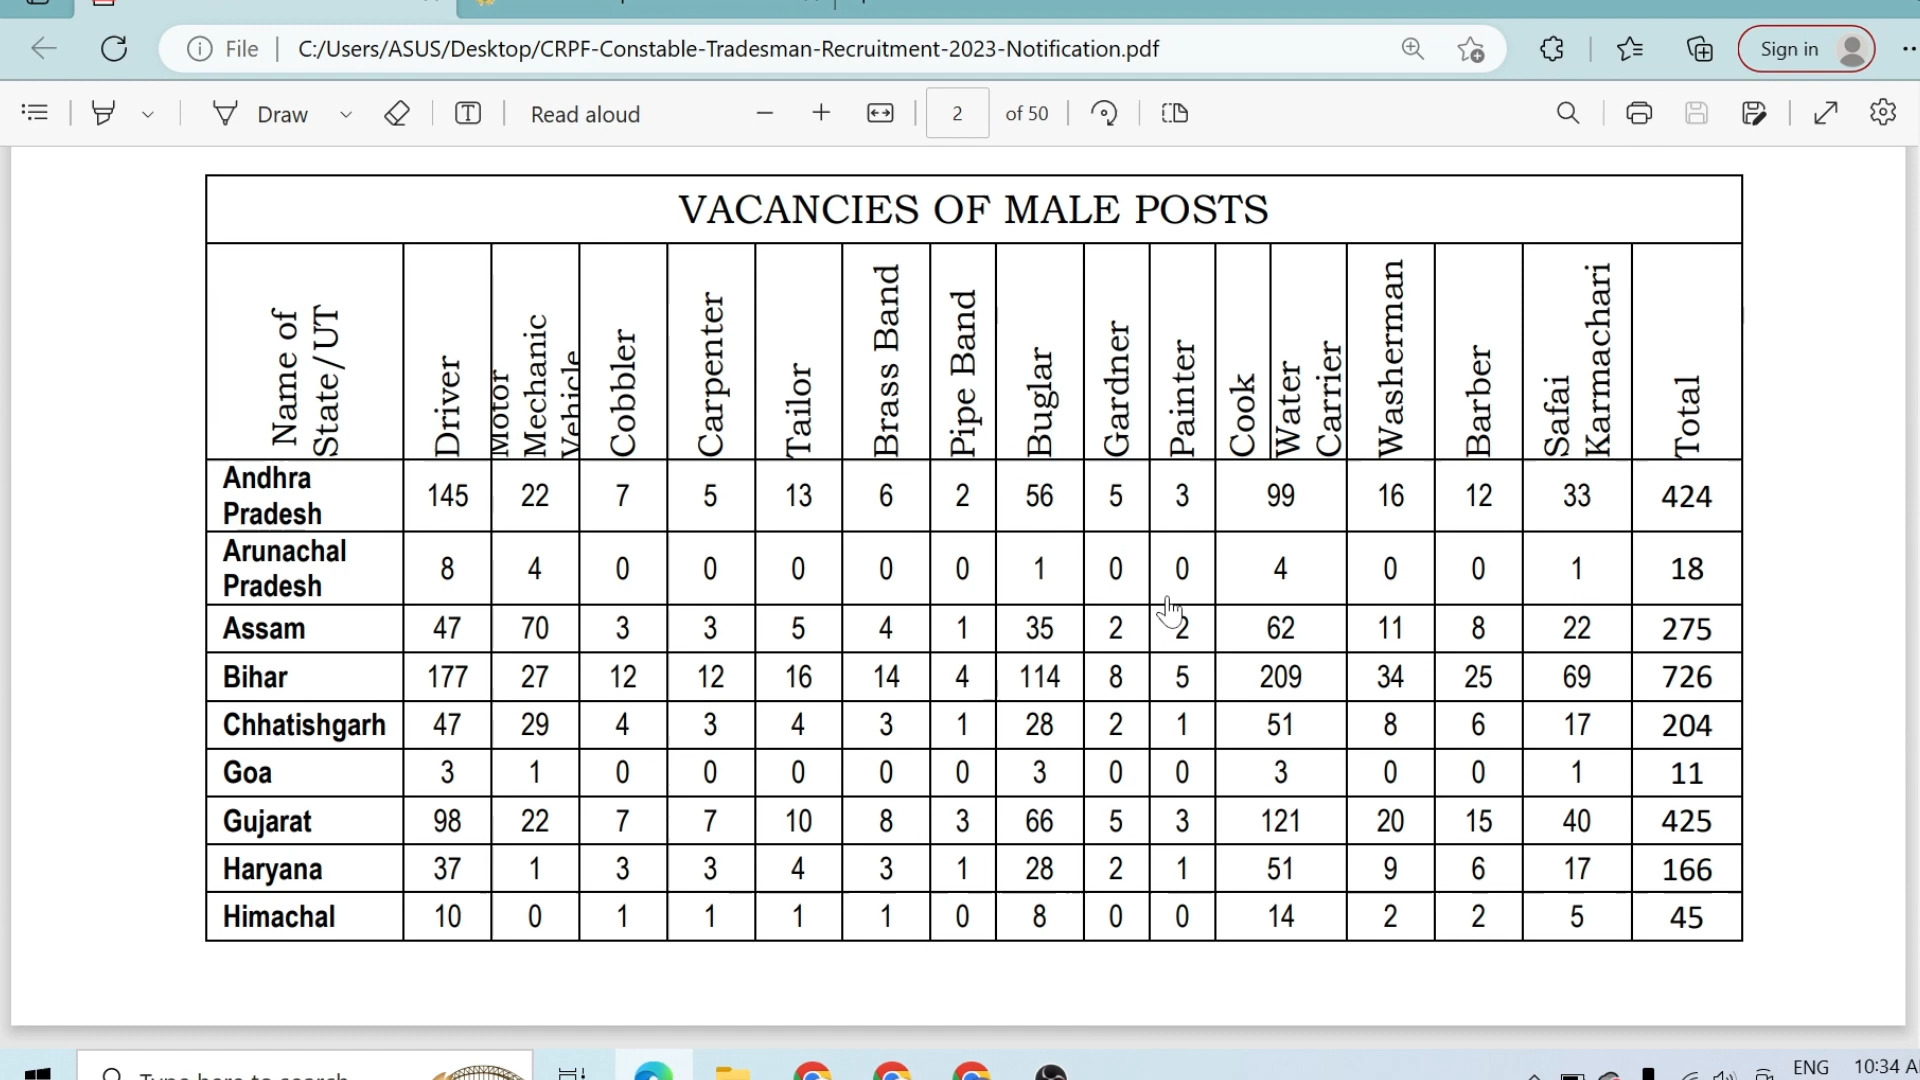 File C:/Users/ASUS/Desktop/CRPF-Constable-Tradesman-Recruitment-2023-Notification.pdf Sign in
Draw Read aloud 2 of 50
VACANCIES OF MALE POSTS
Name of State/UT Driver Motor Mechanic Vehicle Cobbler Carpenter Tailor Brass Band Pipe Band Buglar Gardner Painter Cook Water Carrier Washerman Barber Safai Karmachari Total
Andhra Pradesh 145 22 7 5 13 6 2 56 5 3 99 16 12 33 424
Arunachal Pradesh 8 4 0 0 0 0 0 1 0 0 4 0 0 1 18
Assam 47 70 3 3 5 4 1 35 2 2 62 11 8 22 275
Bihar 177 27 12 12 16 14 4 114 8 5 209 34 25 69 726
Chhatishgarh 47 29 4 3 4 3 1 28 2 1 51 8 6 17 204
Goa 3 1 0 0 0 0 0 3 0 0 3 0 0 1 11
Gujarat 98 22 7 7 10 8 3 66 5 3 121 20 15 40 425
Haryana 37 1 3 3 4 3 1 28 2 1 51 9 6 17 166
Himachal 10 0 1 1 1 1 0 8 0 0 14 2 2 5 45
Type here to search ENG 10:34 A